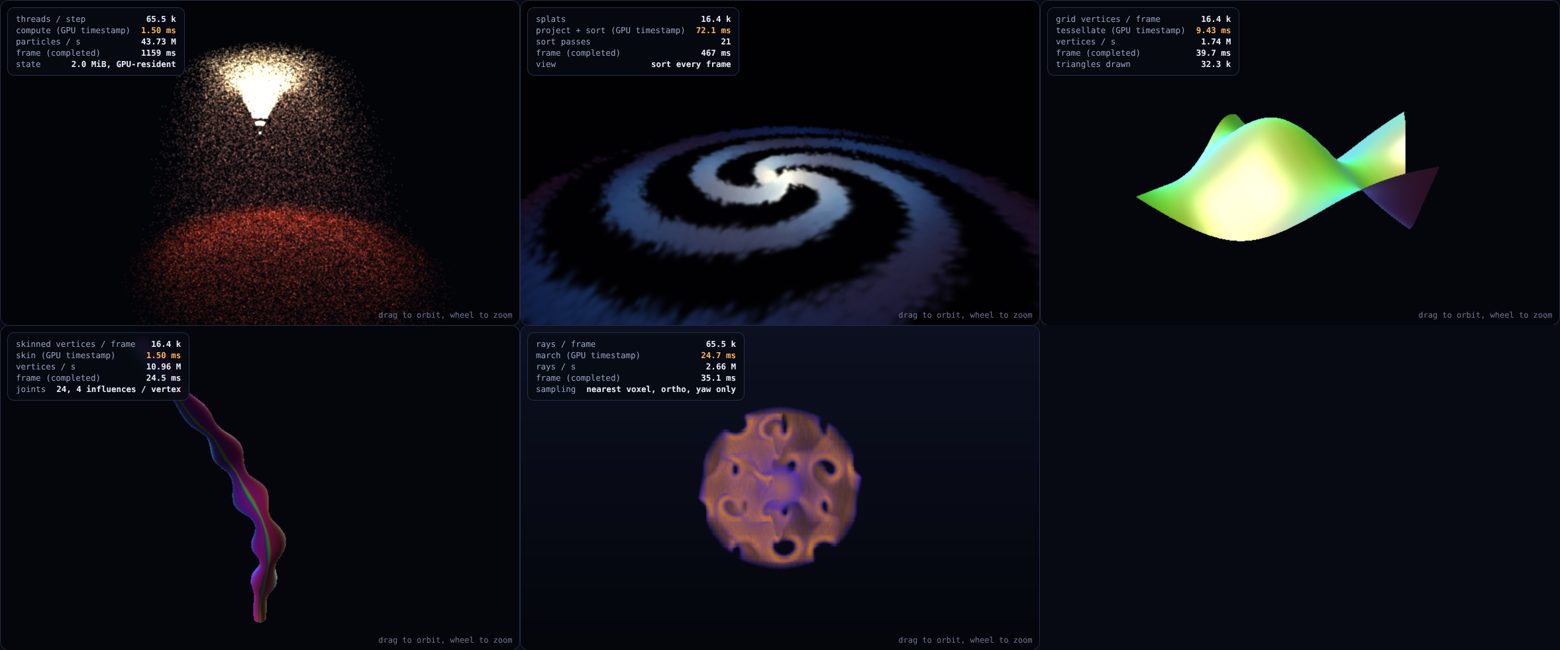 threads / step 65.5 k
compute (GPU timestamp) 1.50 ms
particles / s 43.73 M
frame (completed) 1159 ms
state 2.0 MiB, GPU-resident
drag to orbit, wheel to zoom
splats 16.4 k
project + sort (GPU timestamp) 72.1 ms
sort passes 21
frame (completed) 467 ms
view sort every frame
drag to orbit, wheel to zoom
grid vertices / frame 16.4 k
tessellate (GPU timestamp) 9.43 ms
vertices / s 1.74 M
frame (completed) 39.7 ms
triangles drawn 32.3 k
drag to orbit, wheel to zoom
skinned vertices / frame 16.4 k
skin (GPU timestamp) 1.50 ms
vertices / s 10.96 M
frame (completed) 24.5 ms
joints 24, 4 influences / vertex
drag to orbit, wheel to zoom
rays / frame 65.5 k
march (GPU timestamp) 24.7 ms
rays / s 2.66 M
frame (completed) 35.1 ms
sampling nearest voxel, ortho, yaw only
drag to orbit, wheel to zoom